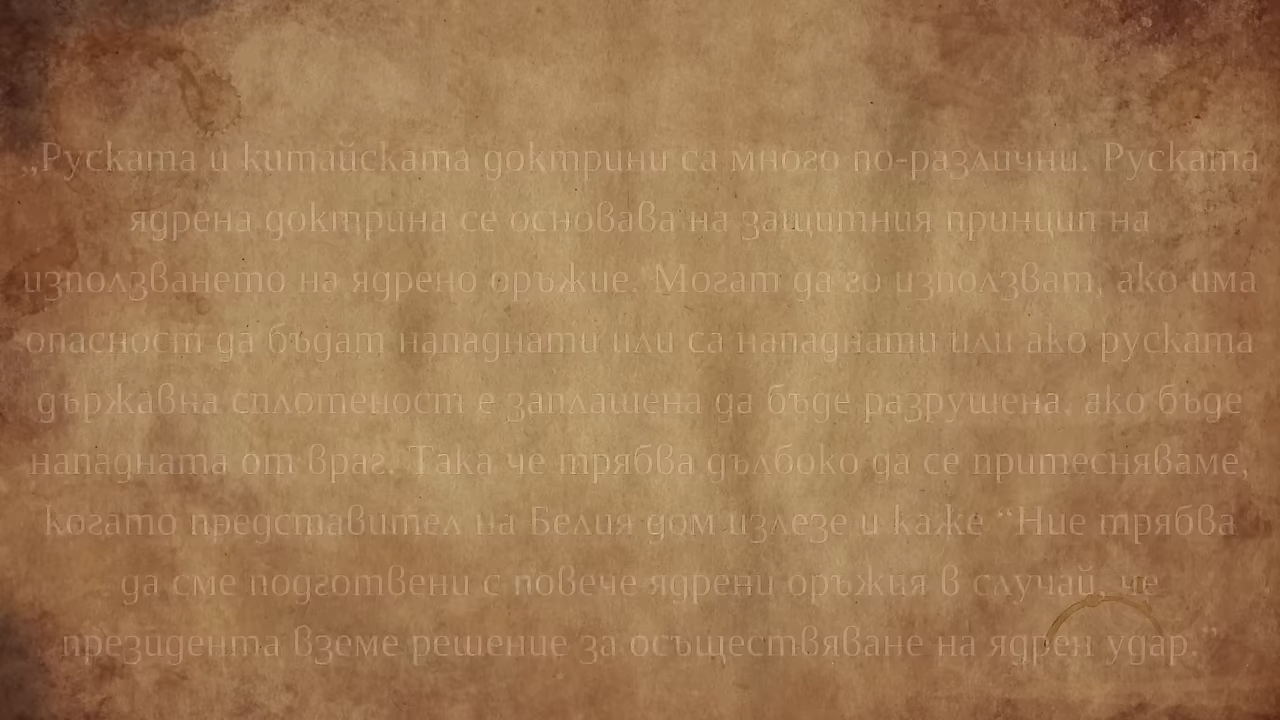 „Руската и китайската доктрини са много по-различни. Руската
ядрена доктрина се основава на защитния принцип на
използването на ядрено оръжие. Могат да го използват, ако има
опасност да бъдат нападнати или са нападнати или ако руската
държавна сплотеност е заплашена да бъде разрушена, ако бъде
нападната от враг. Така че трябва дълбоко да се притесняваме,
когато представител на Белия дом излезе и каже “Ние трябва
да сме подготвени с повече ядрени оръжия в случай, че
президента вземе решение за осъществяване на ядрен удар.”